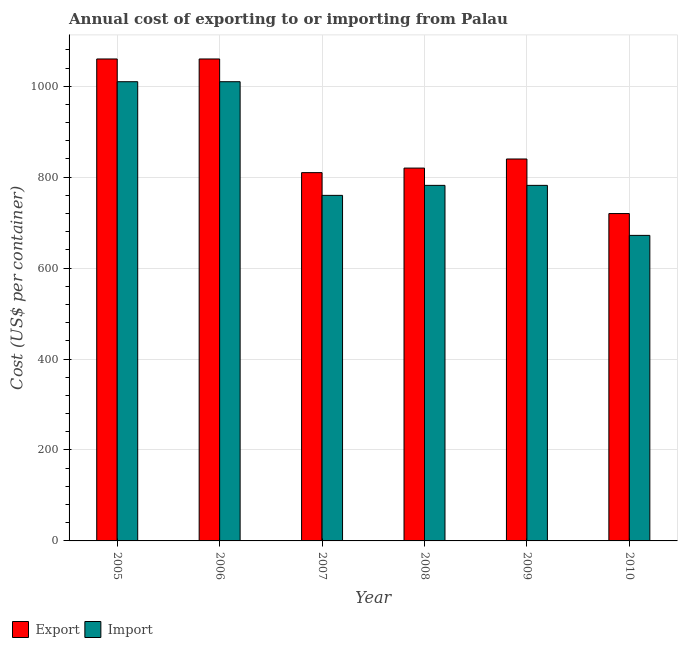 Annual cost of exporting to or importing from Palau
Cost (US$ per container)
1000
800
600
400
200
0
2005
2006
2007
2008
2009
2010
Year
Export
Import